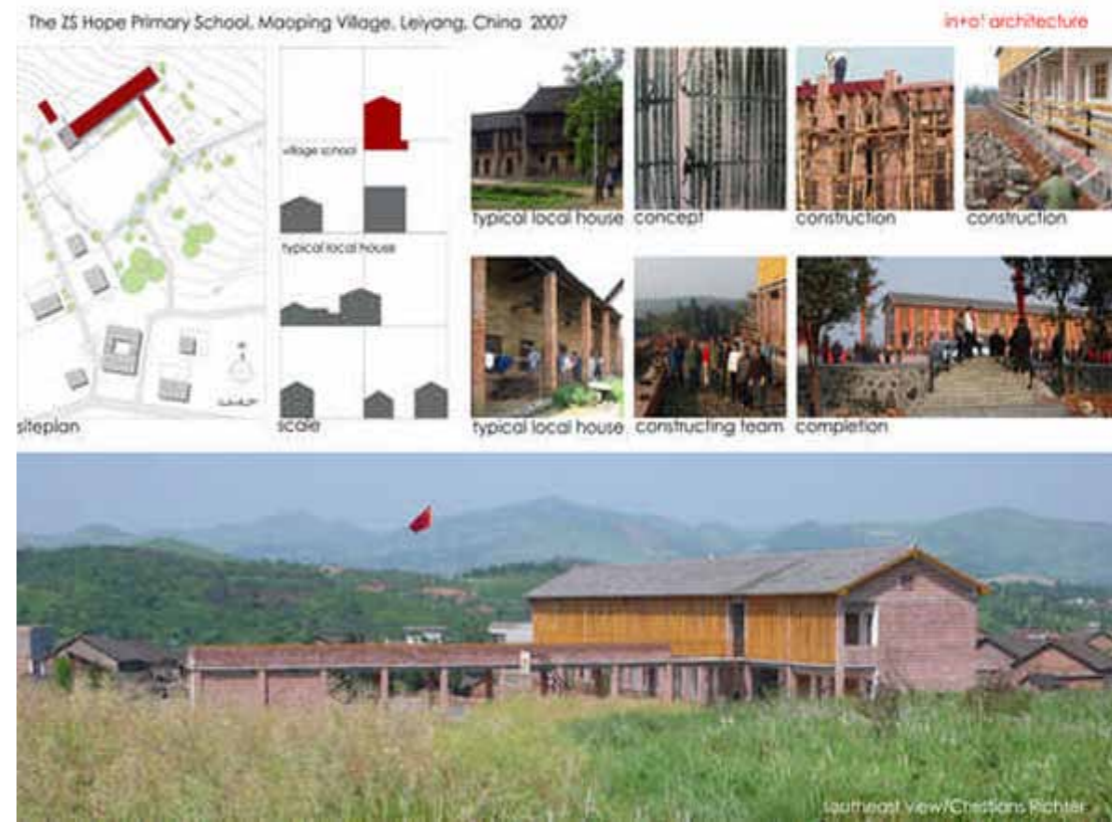 The ZS Hope Primary School, Maoping Village, Leiyang, China 2007
in+of architecture
village school
typical local house
siteplan
scale
typical local house
concept
construction
construction
typical local house
constructing team
completion
southeast view/Christians Richter